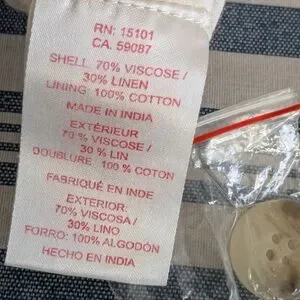 RN: 15101
CA. 59087
SHELL: 70% VISCOSE /
30% LINEN
LINING: 100% COTTON
MADE IN INDIA
EXTÉRIEUR
70 % VISCOSE /
30 % LIN
DOUBLURE: 100 % COTON
FABRIQUÉ EN INDE
EXTERIOR:
70% VISCOSA /
30% LINO
FORRO: 100% ALGODÓN
HECHO EN INDIA